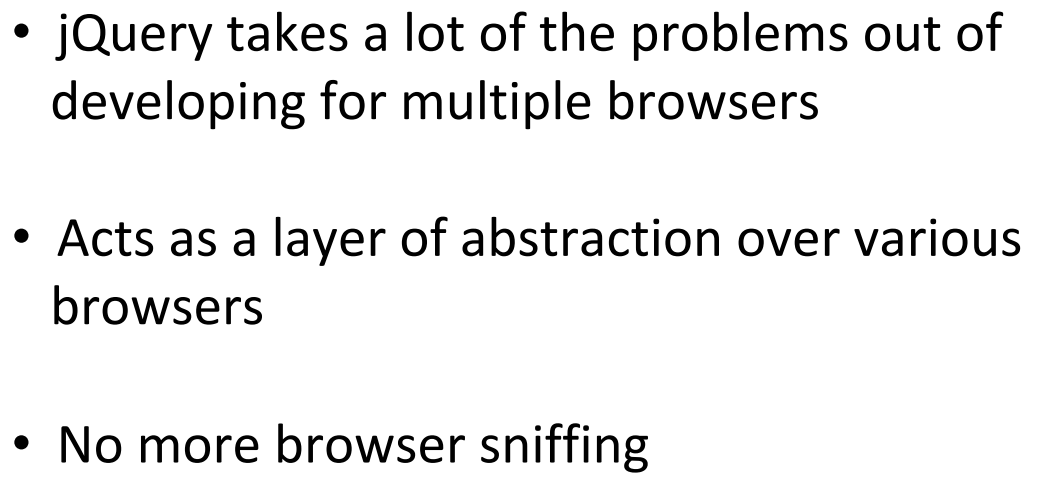 • jQuery takes a lot of the problems out of
developing for multiple browsers
• Acts as a layer of abstraction over various
browsers
• No more browser sniffing